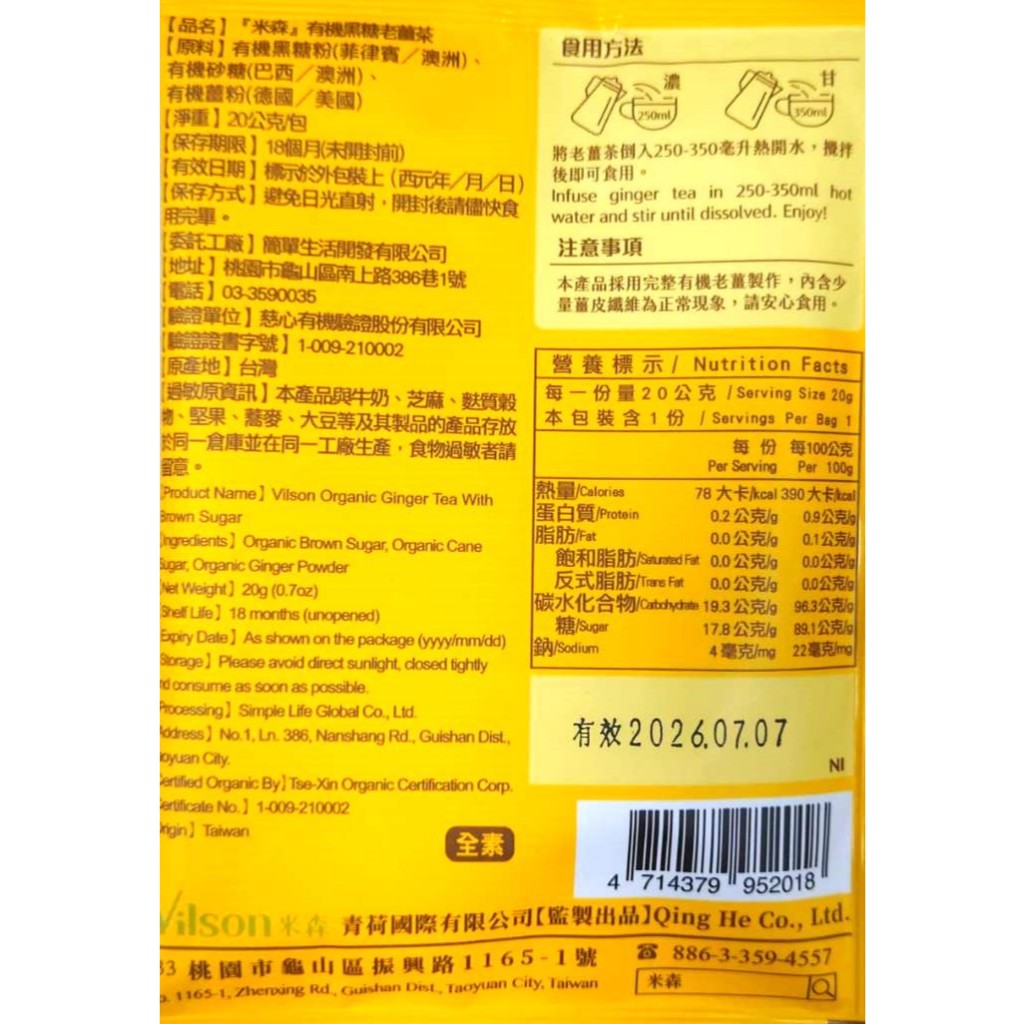 【品名】『米森』有機黑糖老薑茶
【原料】有機黑糖粉(菲律賓／澳洲)、
有機砂糖(巴西／澳洲)、
有機薑粉(德國／美國)
【淨重】20公克/包
【保存期限】18個月(未開封前)
【有效日期】標示於外包裝上(西元年／月／日)
【保存方式】避免日光直射，開封後請儘快食
用完畢。
【委託工廠】簡單生活開發有限公司
【地址】桃園市龜山區南上路386巷1號
【電話】03-3590035
【驗證單位】慈心有機驗證股份有限公司
【驗證證書字號】1-009-210002
【原產地】台灣
【過敏原資訊】本產品與牛奶、芝麻、麩質穀
物、堅果、蕎麥、大豆等及其製品的產品存放
於同一倉庫並在同一工廠生產，食物過敏者請
留意。
Product Name】Vilson Organic Ginger Tea With
Brown Sugar
Ingredients】Organic Brown Sugar, Organic Cane
Sugar, Organic Ginger Powder
Net Weight】20g (0.7oz)
Shelf Life】18 months (unopened)
Expiry Date】As shown on the package (yyyy/mm/dd)
Storage】Please avoid direct sunlight, closed tightly
nd consume as soon as possible.
Processing】Simple Life Global Co., Ltd.
Address】No.1, Ln. 386, Nanshang Rd., Guishan Dist.,
oyuan City.
ertified Organic By】Tse-Xin Organic Certification Corp.
ertificate No.】1-009-210002
rigin】Taiwan
全素
食用方法
濃
250ml
甘
350ml
將老薑茶倒入250-350毫升熱開水，攪拌
後即可食用。
Infuse ginger tea in 250-350ml hot
water and stir until dissolved. Enjoy!
注意事項
本產品採用完整有機老薑製作，內含少
量薑皮纖維為正常現象，請安心食用。
營養標示/ Nutrition Facts
每一份量20公克 /Serving Size 20g
本包裝含1份 /Servings Per Bag 1
每份 每100公克
Per Serving Per 100g
熱量/Calories 78 大卡/kcal 390 大卡/kcal
蛋白質/Protein 0.2 公克/g 0.9公克/g
脂肪/Fat 0.0 公克/g 0.1公克/g
飽和脂肪/Saturated Fat 0.0 公克/g 0.0公克/g
反式脂肪/Trans Fat 0.0 公克/g 0.0公克/g
碳水化合物/Carbohydrate 19.3 公克/g 96.3公克/g
糖/Sugar 17.8 公克/g 89.1公克/g
鈉/Sodium 4 毫克/mg 22毫克/mg
有效2026.07.07
NI
4 714379 952018
Vilson 米森 青荷國際有限公司【監製出品】Qing He Co., Ltd.
33 桃園市龜山區振興路1165-1號 ☎ 886-3-359-4557
o. 1165-1, Zhenxing Rd., Guishan Dist., Taoyuan City, Taiwan
米森